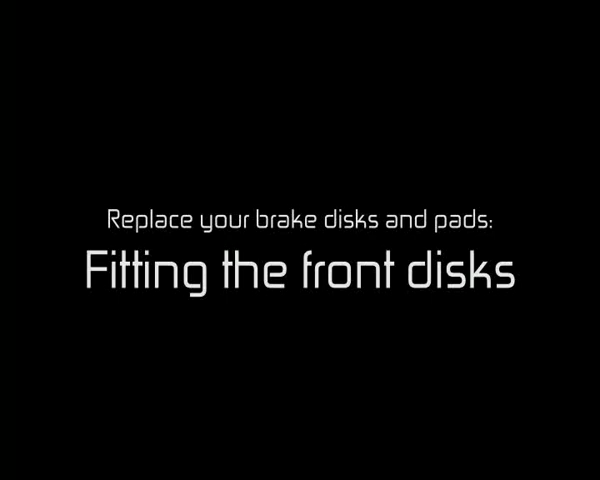 Replace your brake disks and pads:
Fitting the front disks